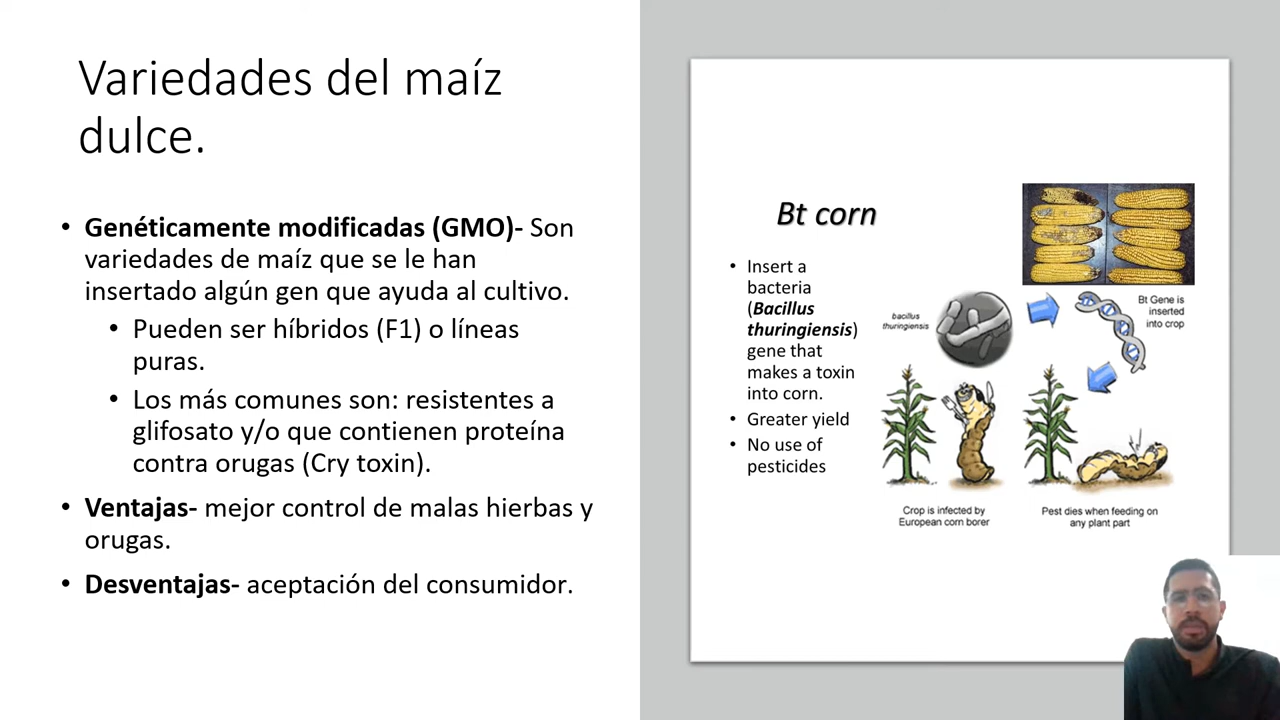 Variedades del maíz
dulce.
• Genéticamente modificadas (GMO)- Son
variedades de maíz que se le han
insertado algún gen que ayuda al cultivo.
• Pueden ser híbridos (F1) o líneas
puras.
• Los más comunes son: resistentes a
glifosato y/o que contienen proteína
contra orugas (Cry toxin).
• Ventajas- mejor control de malas hierbas y
orugas.
• Desventajas- aceptación del consumidor.
Bt corn
• Insert a
bacteria
(Bacillus
thuringiensis)
gene that
makes a toxin
into corn.
• Greater yield
• No use of
pesticides
bacillus
thuringiensis
Bt Gene is
inserted
into crop
Crop is infected by
European corn borer
Pest dies when feeding on
any plant part